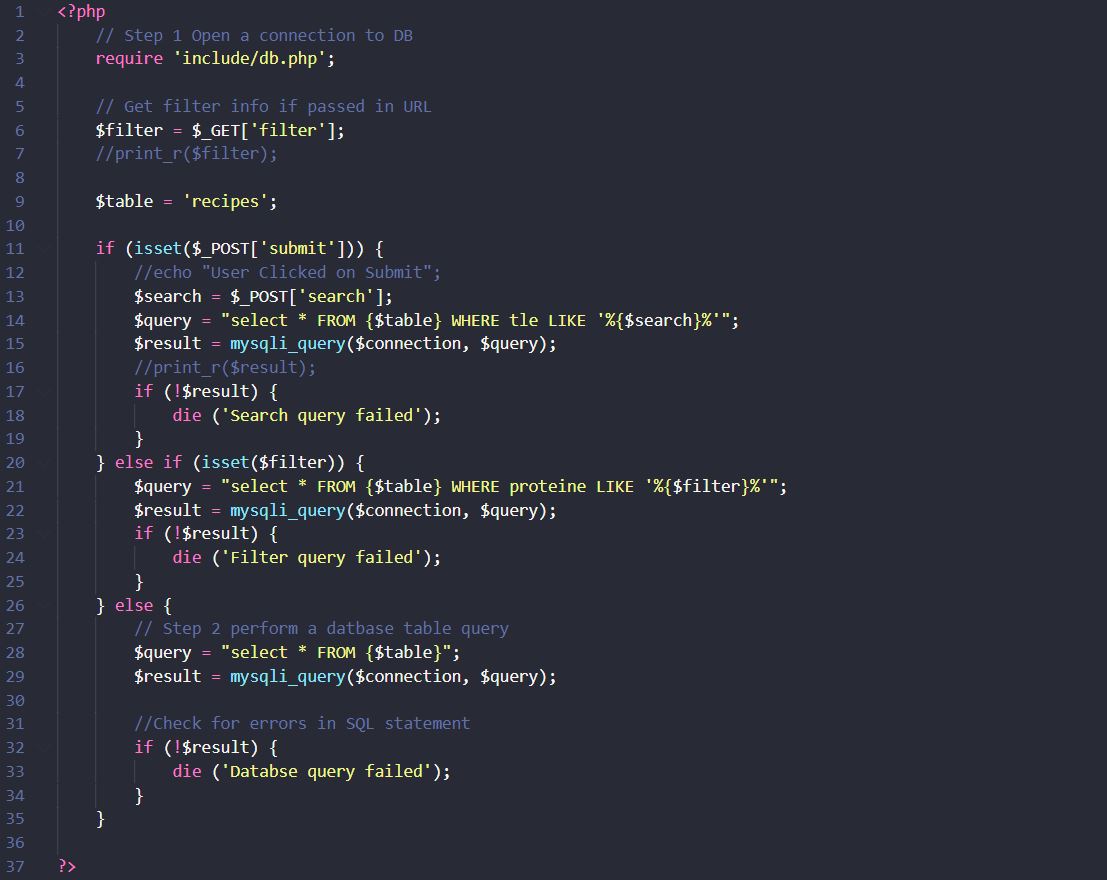 1 <?php
2 // Step 1 Open a connection to DB
3 require 'include/db.php';
4
5 // Get filter info if passed in URL
6 $filter = $_GET['filter'];
7 //print_r($filter);
8
9 $table = 'recipes';
10
11 if (isset($_POST['submit'])) {
12 //echo "User Clicked on Submit";
13 $search = $_POST['search'];
14 $query = "select * FROM {$table} WHERE tle LIKE '%{$search}%'";
15 $result = mysqli_query($connection, $query);
16 //print_r($result);
17 if (!$result) {
18 die ('Search query failed');
19 }
20 } else if (isset($filter)) {
21 $query = "select * FROM {$table} WHERE proteine LIKE '%{$filter}%'";
22 $result = mysqli_query($connection, $query);
23 if (!$result) {
24 die ('Filter query failed');
25 }
26 } else {
27 // Step 2 perform a datbase table query
28 $query = "select * FROM {$table}";
29 $result = mysqli_query($connection, $query);
30
31 //Check for errors in SQL statement
32 if (!$result) {
33 die ('Databse query failed');
34 }
35 }
36
37 ?>